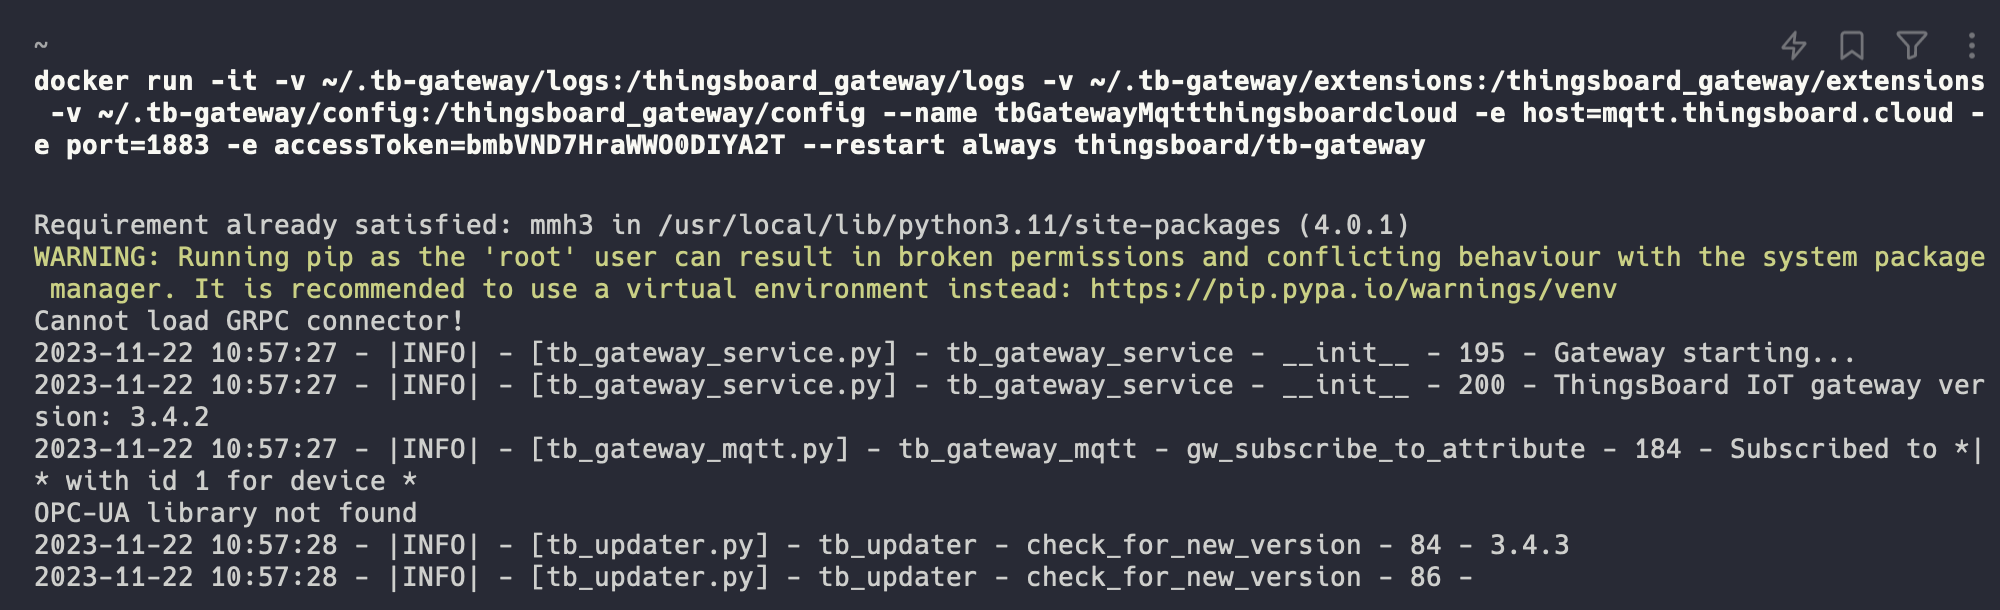 ~
docker run -it -v ~/.tb-gateway/logs:/thingsboard_gateway/logs -v ~/.tb-gateway/extensions:/thingsboard_gateway/extensions
-v ~/.tb-gateway/config:/thingsboard_gateway/config --name tbGatewayMqttthingsboardcloud -e host=mqtt.thingsboard.cloud -
e port=1883 -e accessToken=bmbVND7HraWWO0DIYA2T --restart always thingsboard/tb-gateway
Requirement already satisfied: mmh3 in /usr/local/lib/python3.11/site-packages (4.0.1)
WARNING: Running pip as the 'root' user can result in broken permissions and conflicting behaviour with the system package
manager. It is recommended to use a virtual environment instead: https://pip.pypa.io/warnings/venv
Cannot load GRPC connector!
2023-11-22 10:57:27 - |INFO| - [tb_gateway_service.py] - tb_gateway_service - __init__ - 195 - Gateway starting...
2023-11-22 10:57:27 - |INFO| - [tb_gateway_service.py] - tb_gateway_service - __init__ - 200 - ThingsBoard IoT gateway ver
sion: 3.4.2
2023-11-22 10:57:27 - |INFO| - [tb_gateway_mqtt.py] - tb_gateway_mqtt - gw_subscribe_to_attribute - 184 - Subscribed to *|
* with id 1 for device *
OPC-UA library not found
2023-11-22 10:57:28 - |INFO| - [tb_updater.py] - tb_updater - check_for_new_version - 84 - 3.4.3
2023-11-22 10:57:28 - |INFO| - [tb_updater.py] - tb_updater - check_for_new_version - 86 -